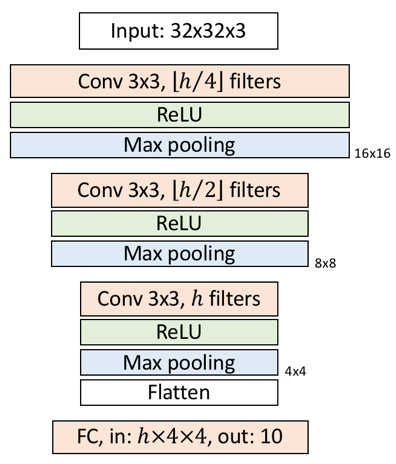 Input: 32x32x3
Conv 3x3, ⌊h/4⌋ filters
ReLU
Max pooling
16x16
Conv 3x3, ⌊h/2⌋ filters
ReLU
Max pooling
8x8
Conv 3x3, h filters
ReLU
Max pooling
4x4
Flatten
FC, in: h×4×4, out: 10